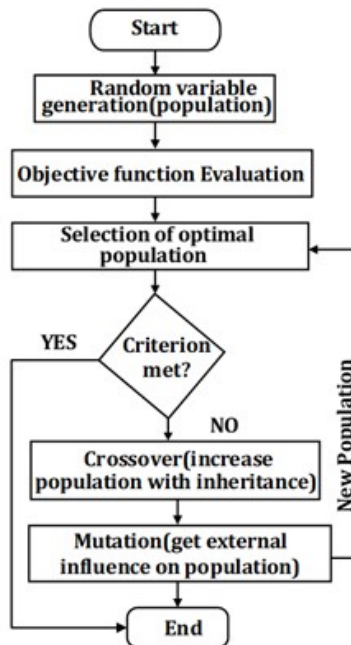 Start
Random variable
generation(population)
Objective function Evaluation
Selection of optimal
population
YES
Criterion
met?
NO
Crossover(increase
population with inheritance)
Mutation(get external
influence on population)
New Population
End